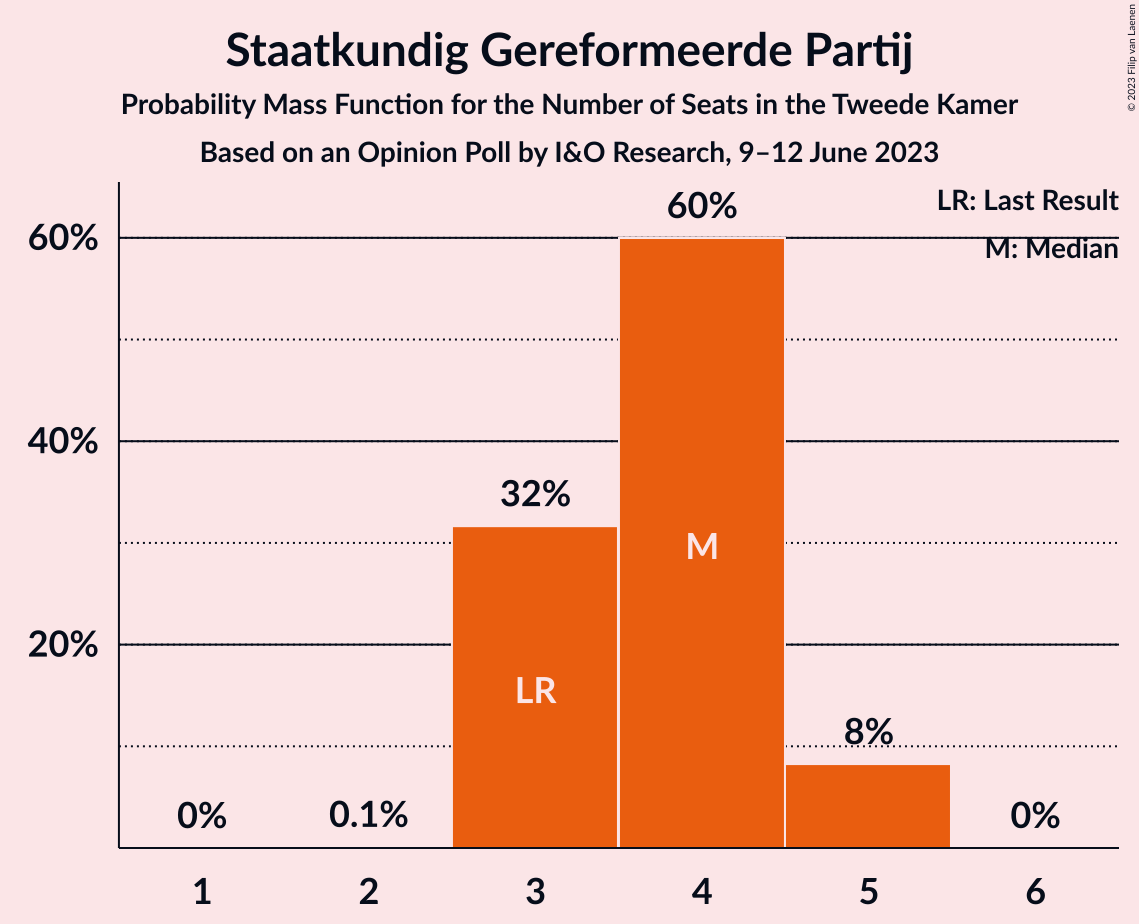 Staatkundig Gereformeerde Partij
Probability Mass Function for the Number of Seats in the Tweede Kamer
Based on an Opinion Poll by I&O Research, 9–12 June 2023
© 2023 Filip van Laenen
LR: Last Result
M: Median
60%
40%
20%
0%
0.1%
32%
60%
8%
0%
LR
M
1 2 3 4 5 6